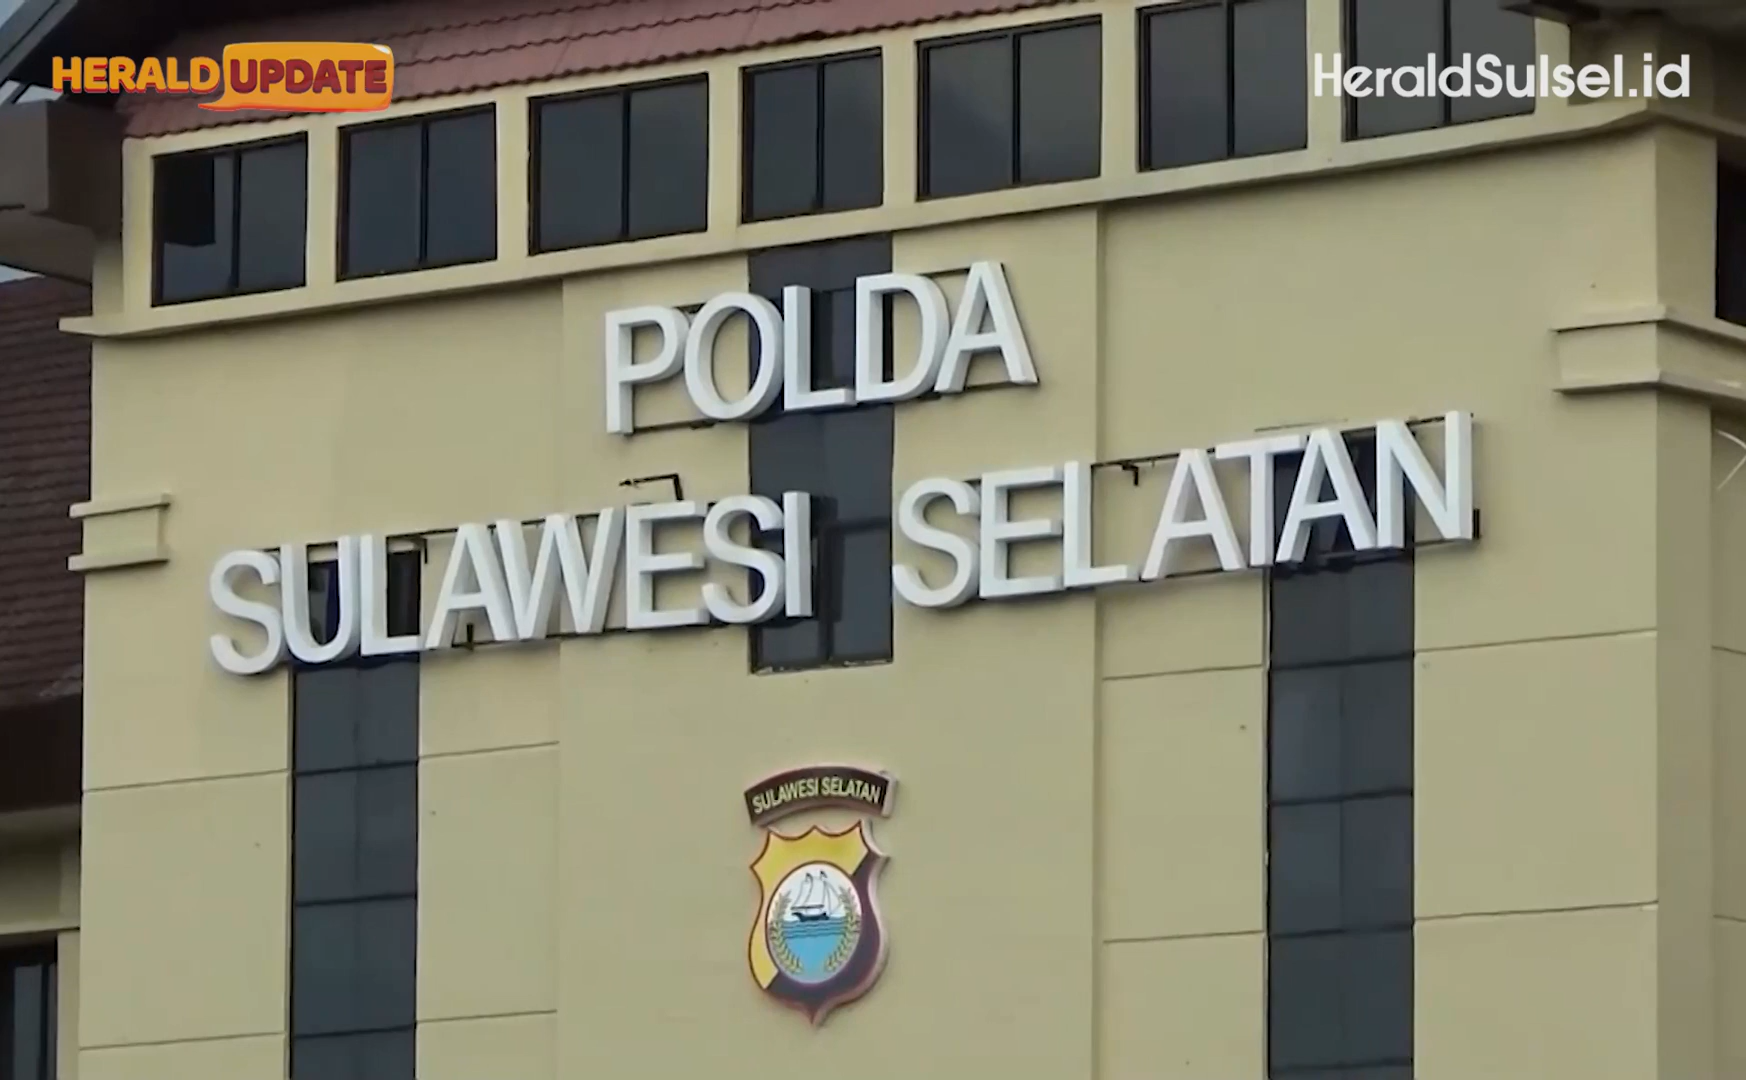 HERALD UPDATE
HeraldSulsel.id
POLDA
SULAWESI SELATAN
SULAWESI SELATAN